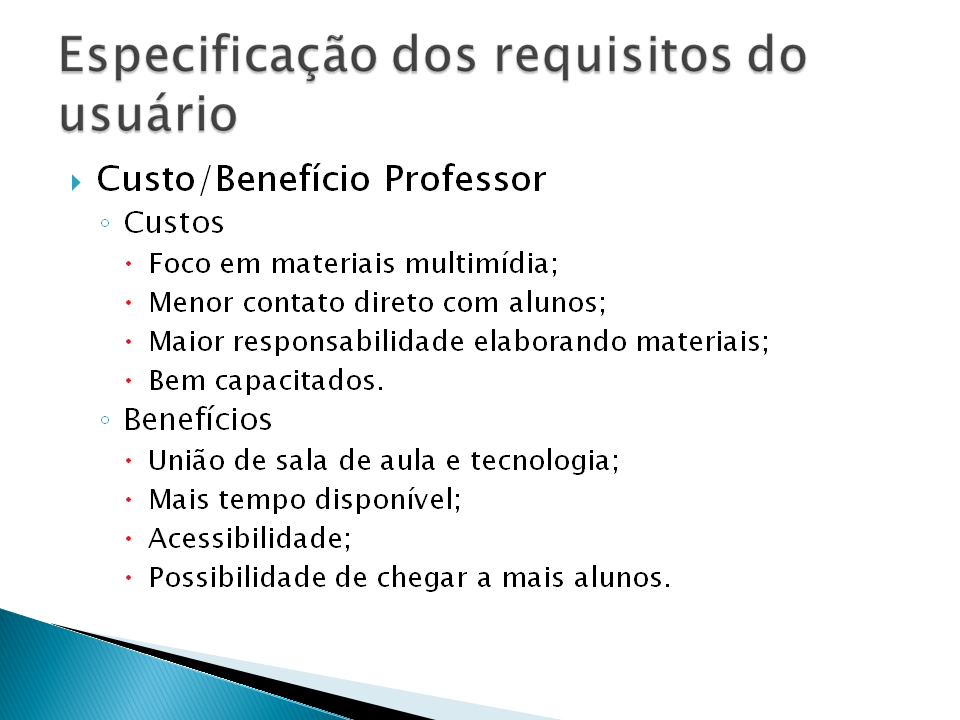 Especificação dos requisitos do
usuário
Custo/Benefício Professor
Custos
Foco em materiais multimídia;
Menor contato direto com alunos;
Maior responsabilidade elaborando materiais;
Bem capacitados.
Benefícios
União de sala de aula e tecnologia;
Mais tempo disponível;
Acessibilidade;
Possibilidade de chegar a mais alunos.